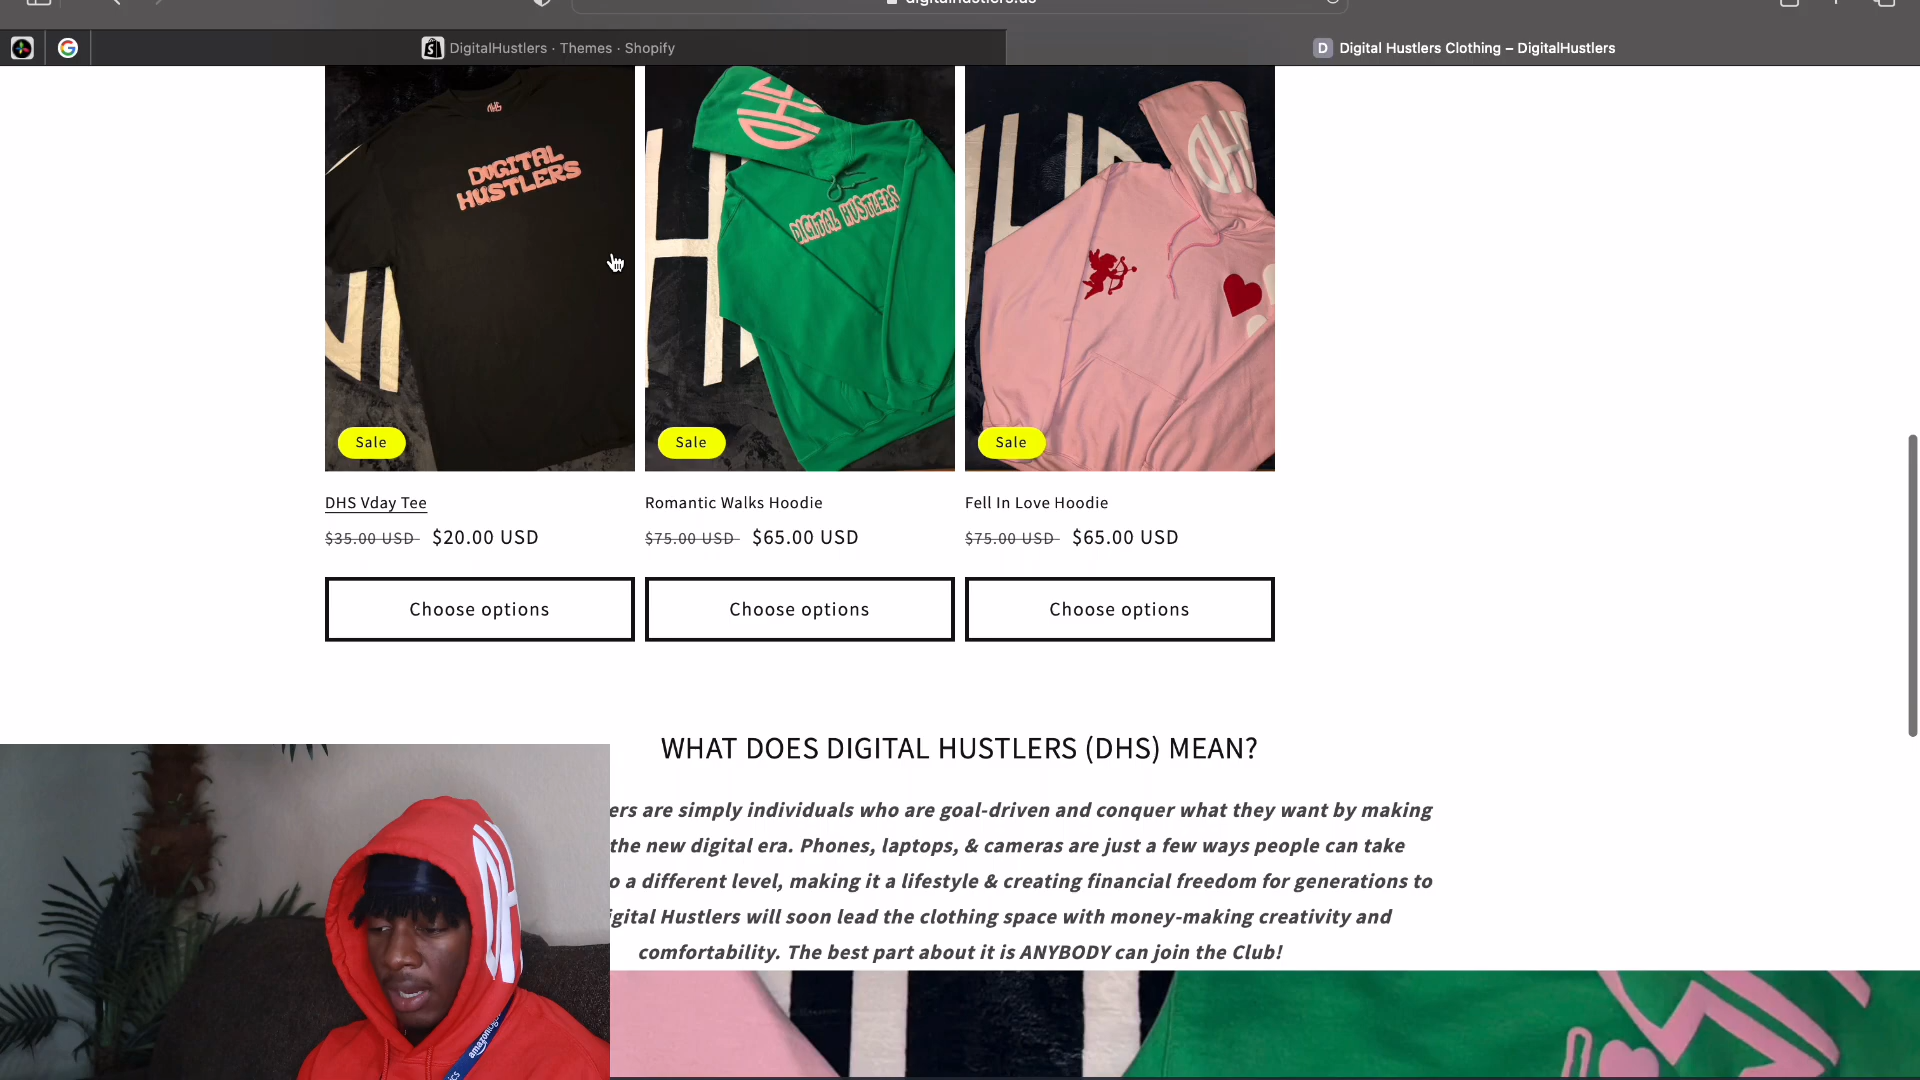 DigitalHustlers · Themes · Shopify
D Digital Hustlers Clothing – DigitalHustlers
DHS
DIGITAL
HUSTLERS
DHS
DIGITAL HUSTLERS
DHS
Sale
Sale
Sale
DHS Vday Tee
Romantic Walks Hoodie
Fell In Love Hoodie
$35.00 USD $20.00 USD
$75.00 USD $65.00 USD
$75.00 USD $65.00 USD
Choose options
Choose options
Choose options
WHAT DOES DIGITAL HUSTLERS (DHS) MEAN?
ers are simply individuals who are goal-driven and conquer what they want by making
the new digital era. Phones, laptops, & cameras are just a few ways people can take
o a different level, making it a lifestyle & creating financial freedom for generations to
igital Hustlers will soon lead the clothing space with money-making creativity and
comfortability. The best part about it is ANYBODY can join the Club!